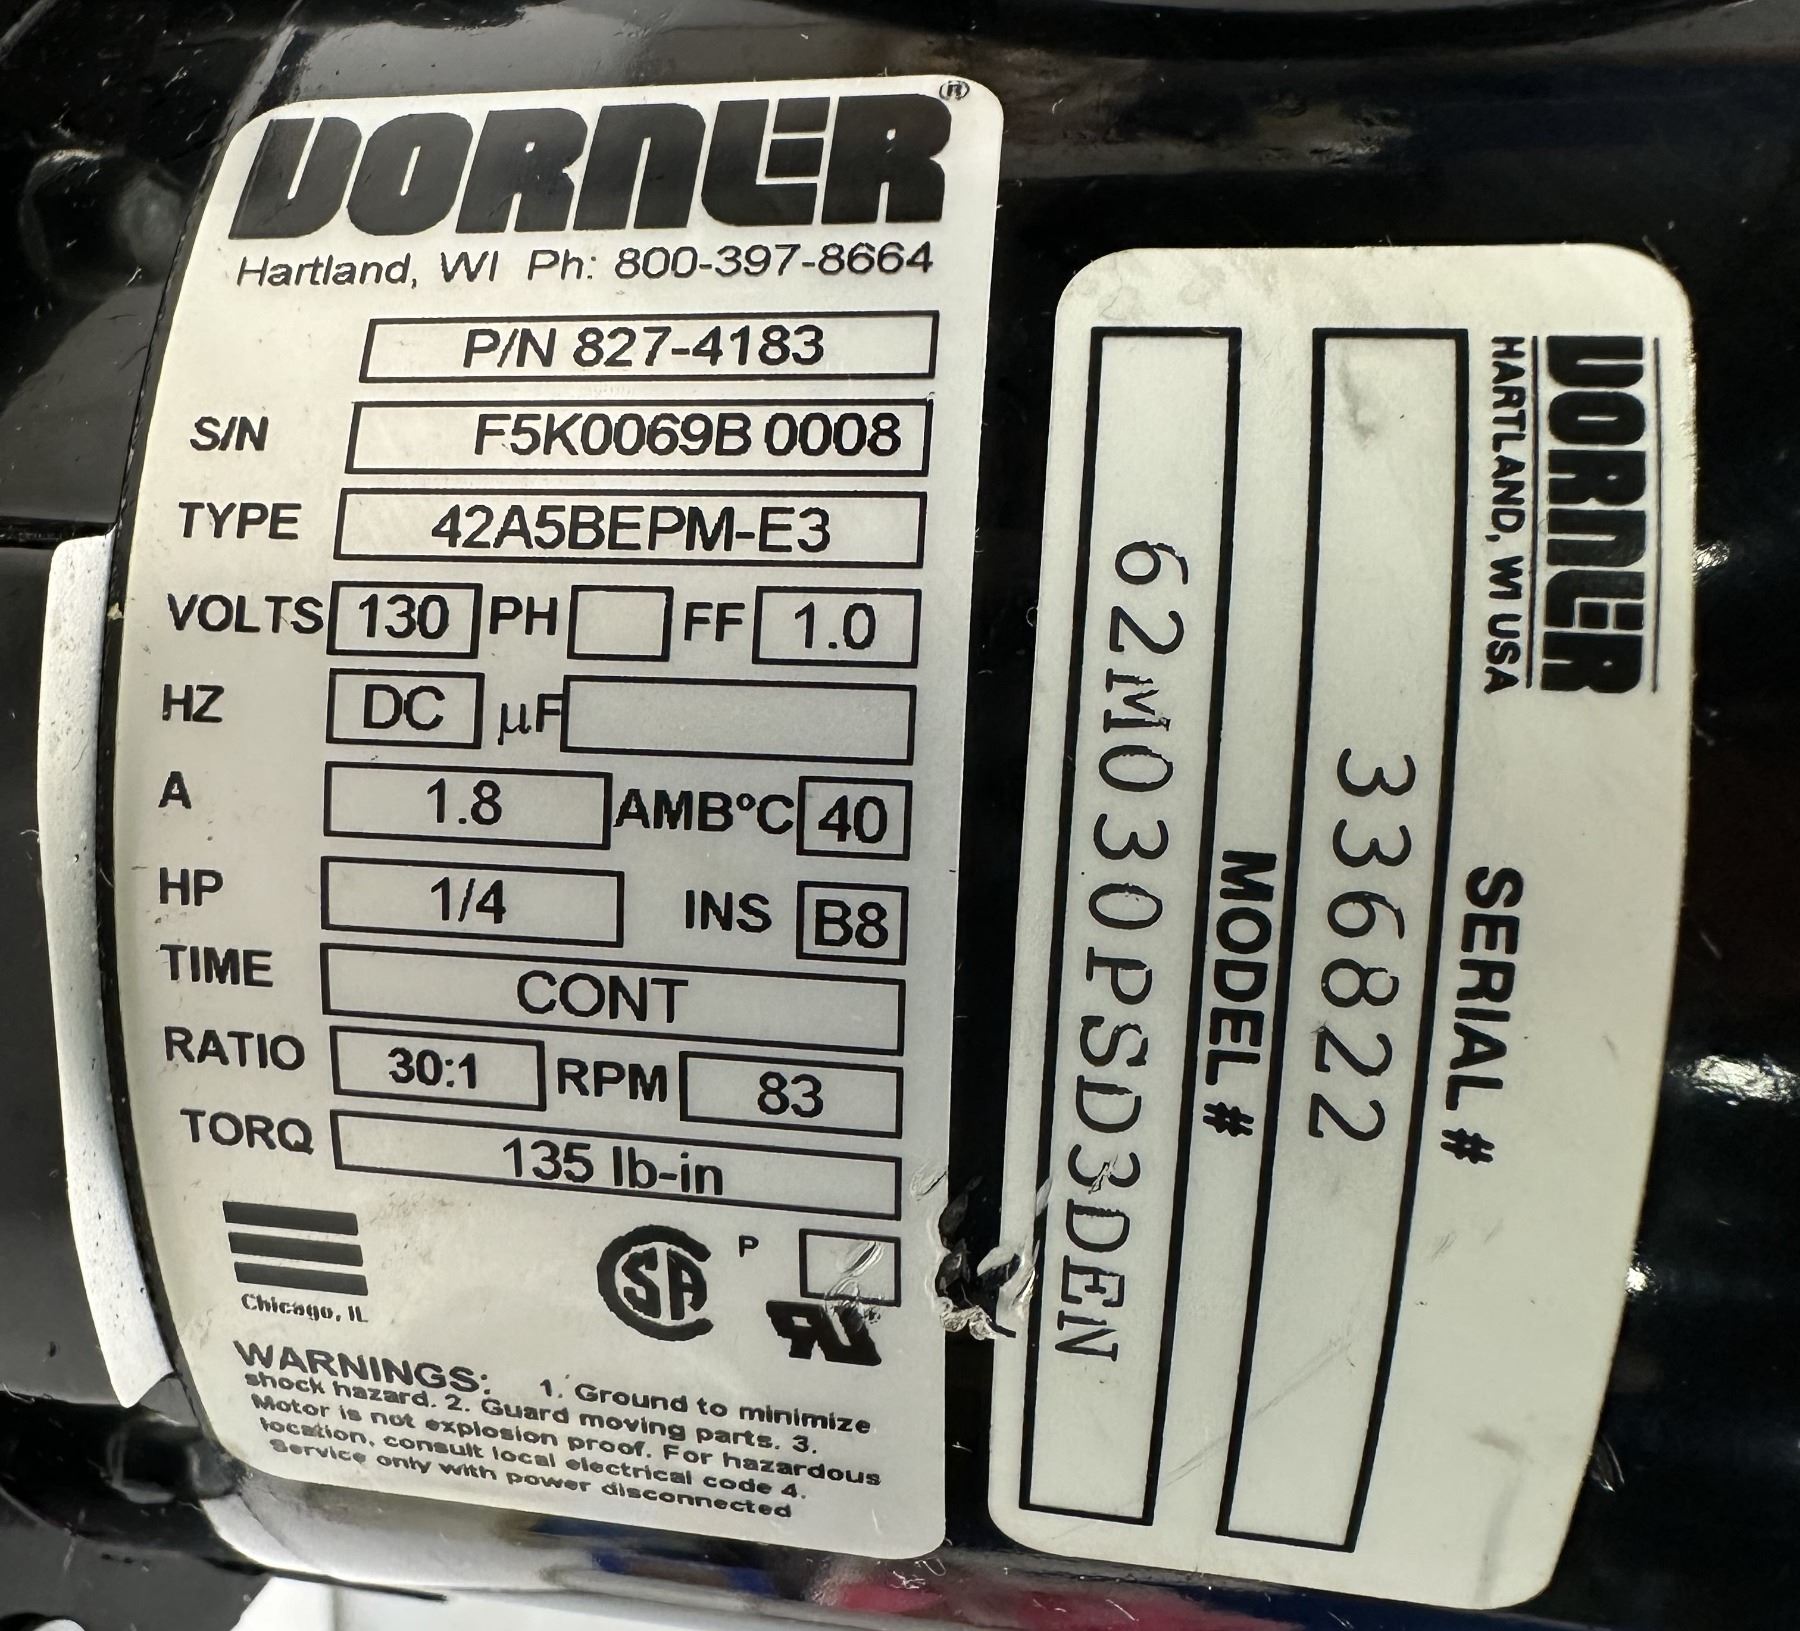 DORNER®
Hartland, WI Ph: 800-397-8664
P/N 827-4183
S/N F5K0069B 0008
TYPE 42A5BEPM-E3
VOLTS 130 PH FF 1.0
HZ DC µF
A 1.8 AMB°C 40
HP 1/4 INS B8
TIME CONT
RATIO 30:1 RPM 83
TORQ 135 lb-in
Chicago, IL
SA P
RU
WARNINGS: 1. Ground to minimize
shock hazard. 2. Guard moving parts. 3.
Motor is not explosion proof. For hazardous
location, consult local electrical code 4.
Service only with power disconnected
DORNER
HARTLAND, WI USA
SERIAL #
336822
MODEL #
62M030PSD3DEN